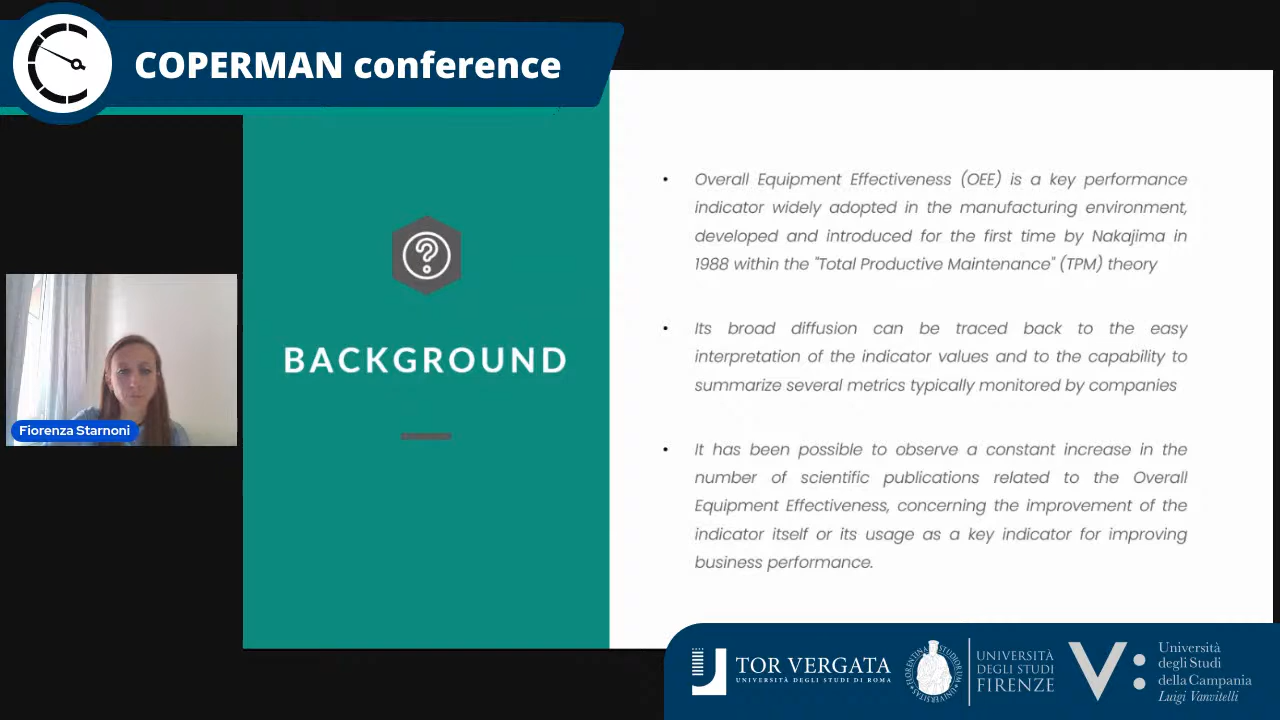 COPERMAN conference
BACKGROUND
• Overall Equipment Effectiveness (OEE) is a key performance
indicator widely adopted in the manufacturing environment,
developed and introduced for the first time by Nakajima in
1988 within the "Total Productive Maintenance" (TPM) theory
• Its broad diffusion can be traced back to the easy
interpretation of the indicator values and to the capability to
summarize several metrics typically monitored by companies
• It has been possible to observe a constant increase in the
number of scientific publications related to the Overall
Equipment Effectiveness, concerning the improvement of the
indicator itself or its usage as a key indicator for improving
business performance.
Fiorenza Starnoni
TOR VERGATA
UNIVERSITÀ DEGLI STUDI DI ROMA
FLORENTINA STUDIORUM UNIVERSITAS
UNIVERSITÀ
DEGLI STUDI
FIRENZE
V:
Università
degli Studi
della Campania
Luigi Vanvitelli